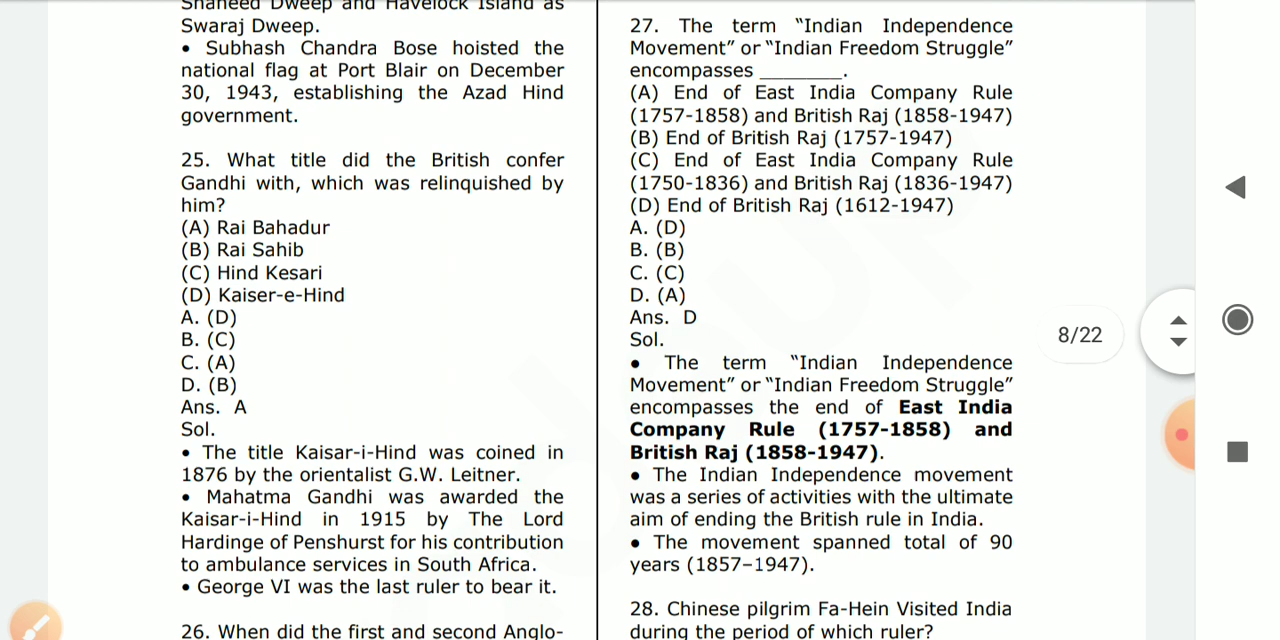 Shaheed Dweep and Havelock Island as
Swaraj Dweep.
• Subhash Chandra Bose hoisted the
national flag at Port Blair on December
30, 1943, establishing the Azad Hind
government.
25. What title did the British confer
Gandhi with, which was relinquished by
him?
(A) Rai Bahadur
(B) Rai Sahib
(C) Hind Kesari
(D) Kaiser-e-Hind
A. (D)
B. (C)
C. (A)
D. (B)
Ans. A
Sol.
• The title Kaisar-i-Hind was coined in
1876 by the orientalist G.W. Leitner.
• Mahatma Gandhi was awarded the
Kaisar-i-Hind in 1915 by The Lord
Hardinge of Penshurst for his contribution
to ambulance services in South Africa.
• George VI was the last ruler to bear it.
26. When did the first and second Anglo-
27. The term “Indian Independence
Movement” or “Indian Freedom Struggle”
encompasses ________.
(A) End of East India Company Rule
(1757-1858) and British Raj (1858-1947)
(B) End of British Raj (1757-1947)
(C) End of East India Company Rule
(1750-1836) and British Raj (1836-1947)
(D) End of British Raj (1612-1947)
A. (D)
B. (B)
C. (C)
D. (A)
Ans. D
Sol.
• The term “Indian Independence
Movement” or “Indian Freedom Struggle”
encompasses the end of East India
Company Rule (1757-1858) and
British Raj (1858-1947).
• The Indian Independence movement
was a series of activities with the ultimate
aim of ending the British rule in India.
• The movement spanned total of 90
years (1857–1947).
28. Chinese pilgrim Fa-Hein Visited India
during the period of which ruler?
8/22